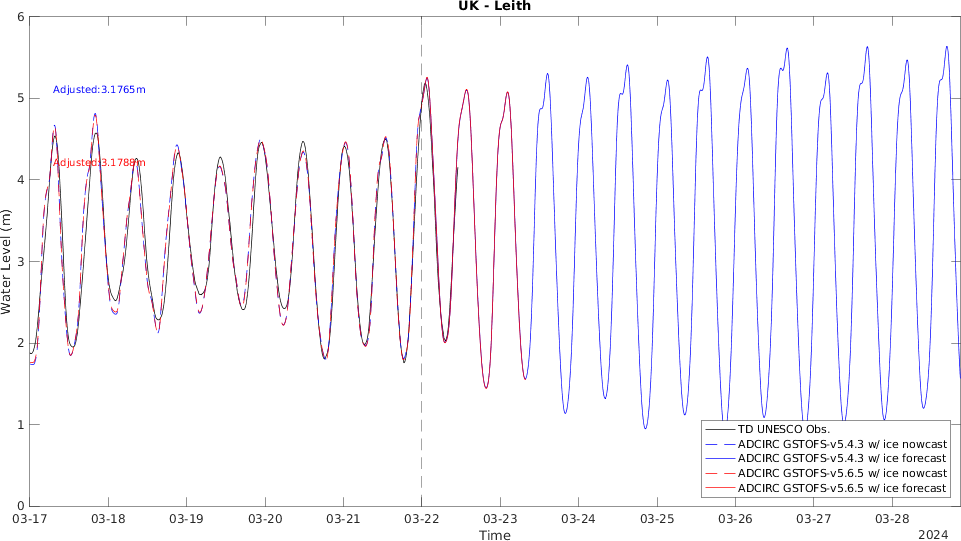 UK - Leith
6
5
4
3
2
1
0
Water Level (m)
Adjusted:3.1765m
Adjusted:3.1788m
TD UNESCO Obs.
ADCIRC GSTOFS-v5.4.3 w/ ice nowcast
ADCIRC GSTOFS-v5.4.3 w/ ice forecast
ADCIRC GSTOFS-v5.6.5 w/ ice nowcast
ADCIRC GSTOFS-v5.6.5 w/ ice forecast
03-17 03-18 03-19 03-20 03-21 03-22 03-23 03-24 03-25 03-26 03-27 03-28
Time
2024